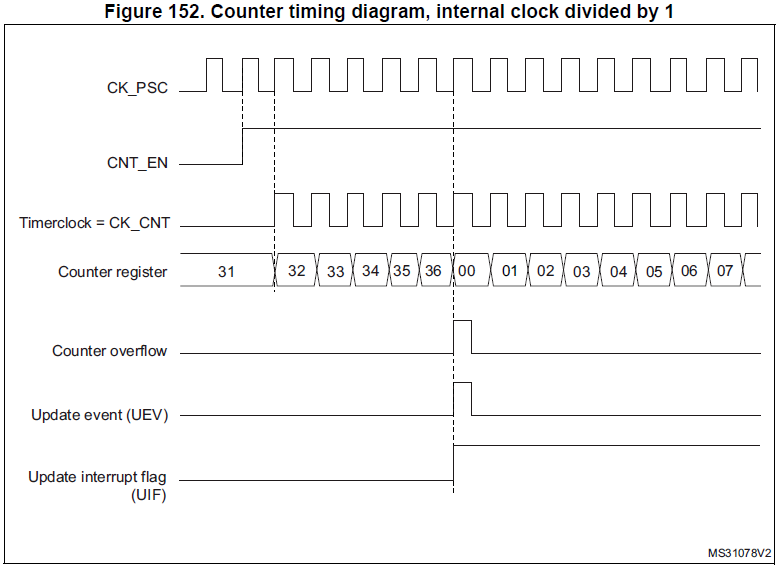 Figure 152. Counter timing diagram, internal clock divided by 1
CK_PSC
CNT_EN
Timerclock = CK_CNT
Counter register 31 32 33 34 35 36 00 01 02 03 04 05 06 07
Counter overflow
Update event (UEV)
Update interrupt flag
(UIF)
MS31078V2